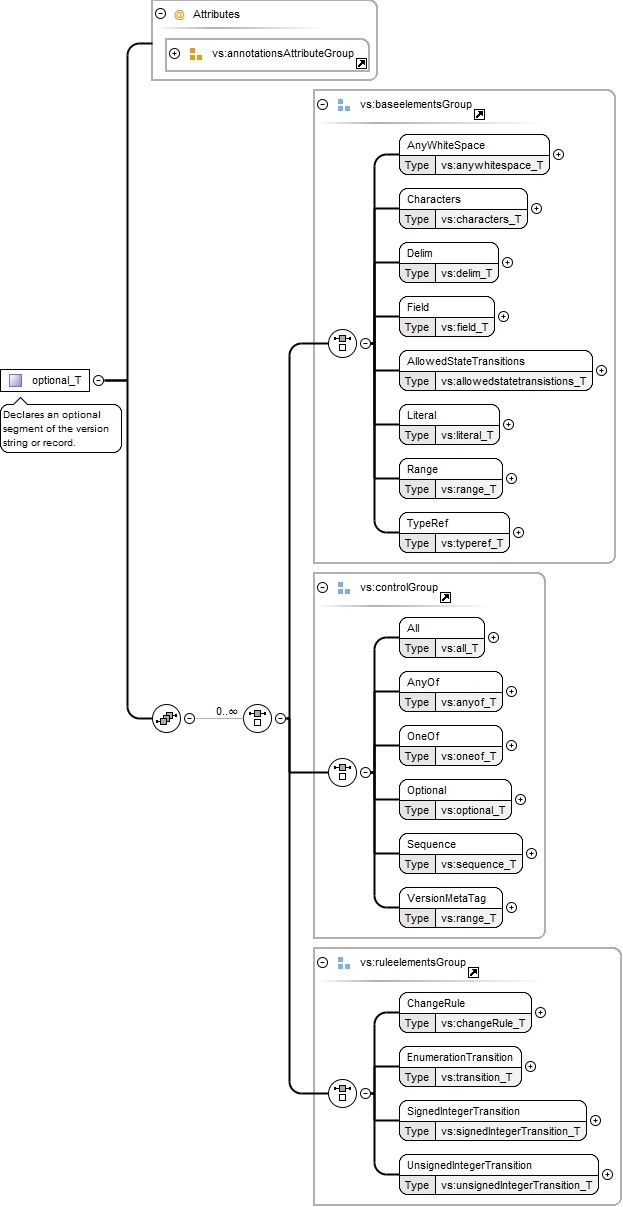 @ Attributes
vs:annotationsAttributeGroup
vs:baseelementsGroup
AnyWhiteSpace
Type vs:anywhitespace_T
Characters
Type vs:characters_T
Delim
Type vs:delim_T
Field
Type vs:field_T
AllowedStateTransitions
Type vs:allowedstatetransistions_T
Literal
Type vs:literal_T
Range
Type vs:range_T
TypeRef
Type vs:typeref_T
optional_T
Declares an optional
segment of the version
string or record.
0..∞
vs:controlGroup
All
Type vs:all_T
AnyOf
Type vs:anyof_T
OneOf
Type vs:oneof_T
Optional
Type vs:optional_T
Sequence
Type vs:sequence_T
VersionMetaTag
Type vs:range_T
vs:ruleelementsGroup
ChangeRule
Type vs:changeRule_T
EnumerationTransition
Type vs:transition_T
SignedIntegerTransition
Type vs:signedIntegerTransition_T
UnsignedIntegerTransition
Type vs:unsignedIntegerTransition_T